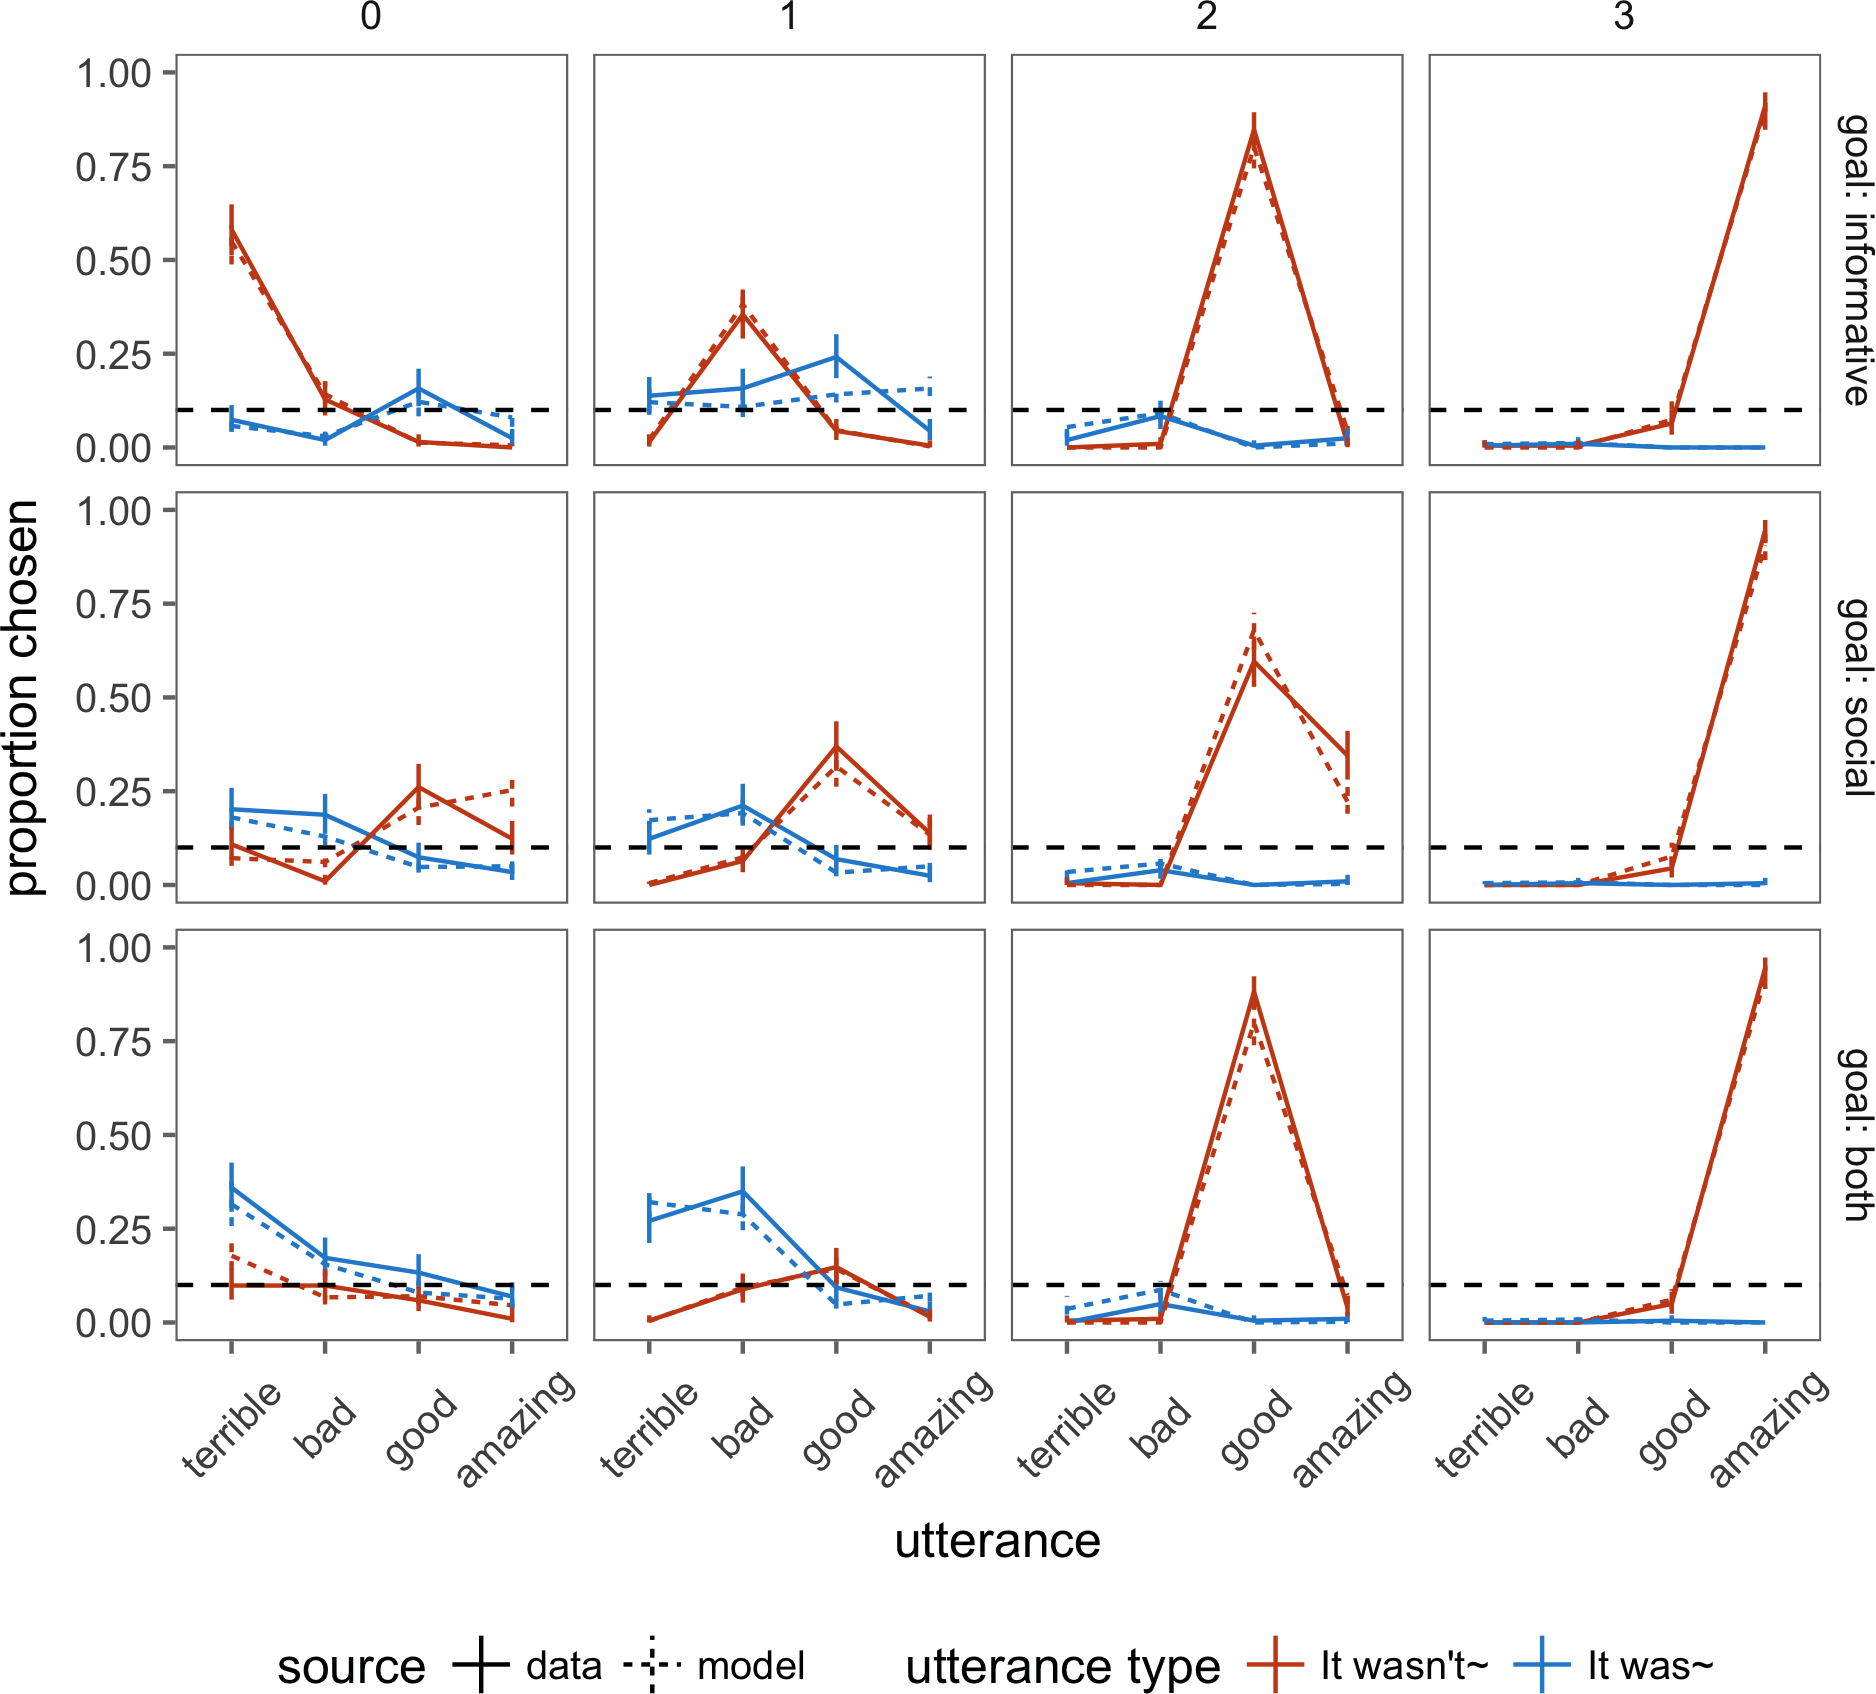 0 1 2 3
1.00
0.75
0.50
0.25
0.00
goal: informative
1.00
0.75
0.50
0.25
0.00
goal: social
1.00
0.75
0.50
0.25
0.00
goal: both
proportion chosen
terrible bad good amazing terrible bad good amazing terrible bad good amazing terrible bad good amazing
utterance
source data model utterance type It wasn't~ It was~